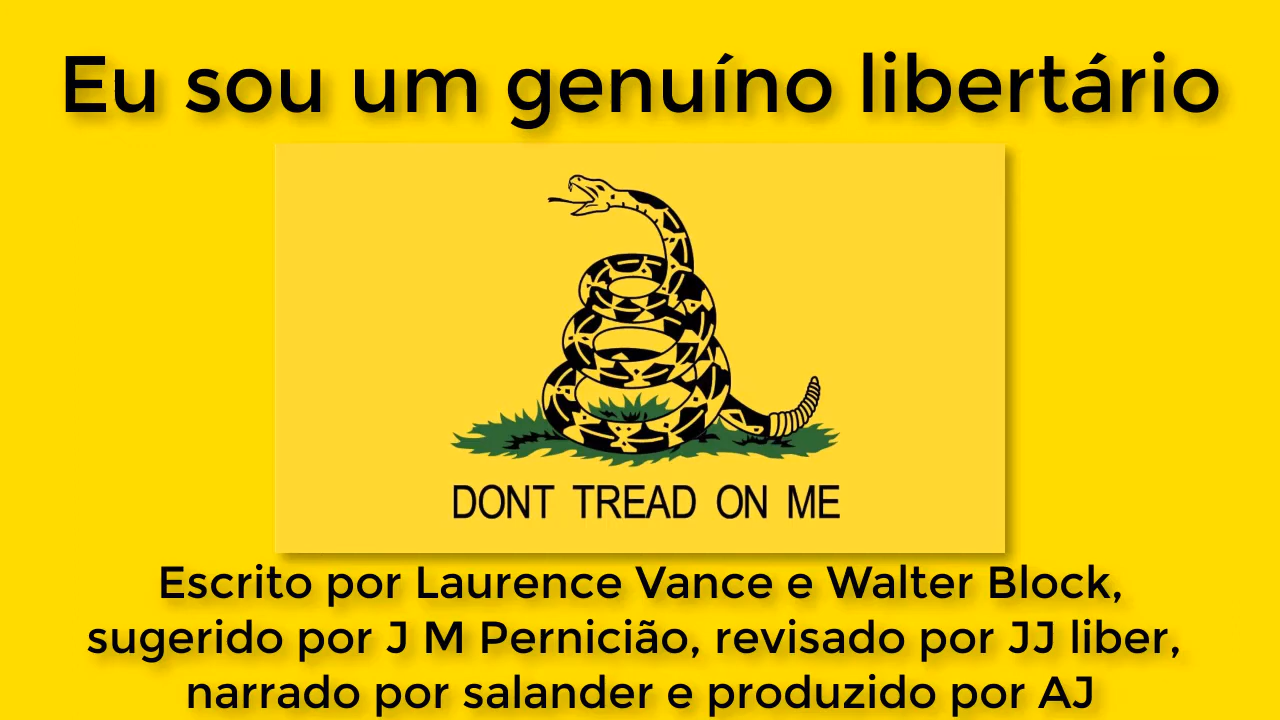 Eu sou um genuíno libertário
DONT TREAD ON ME
Escrito por Laurence Vance e Walter Block,
sugerido por J M Pernicião, revisado por JJ liber,
narrado por salander e produzido por AJ